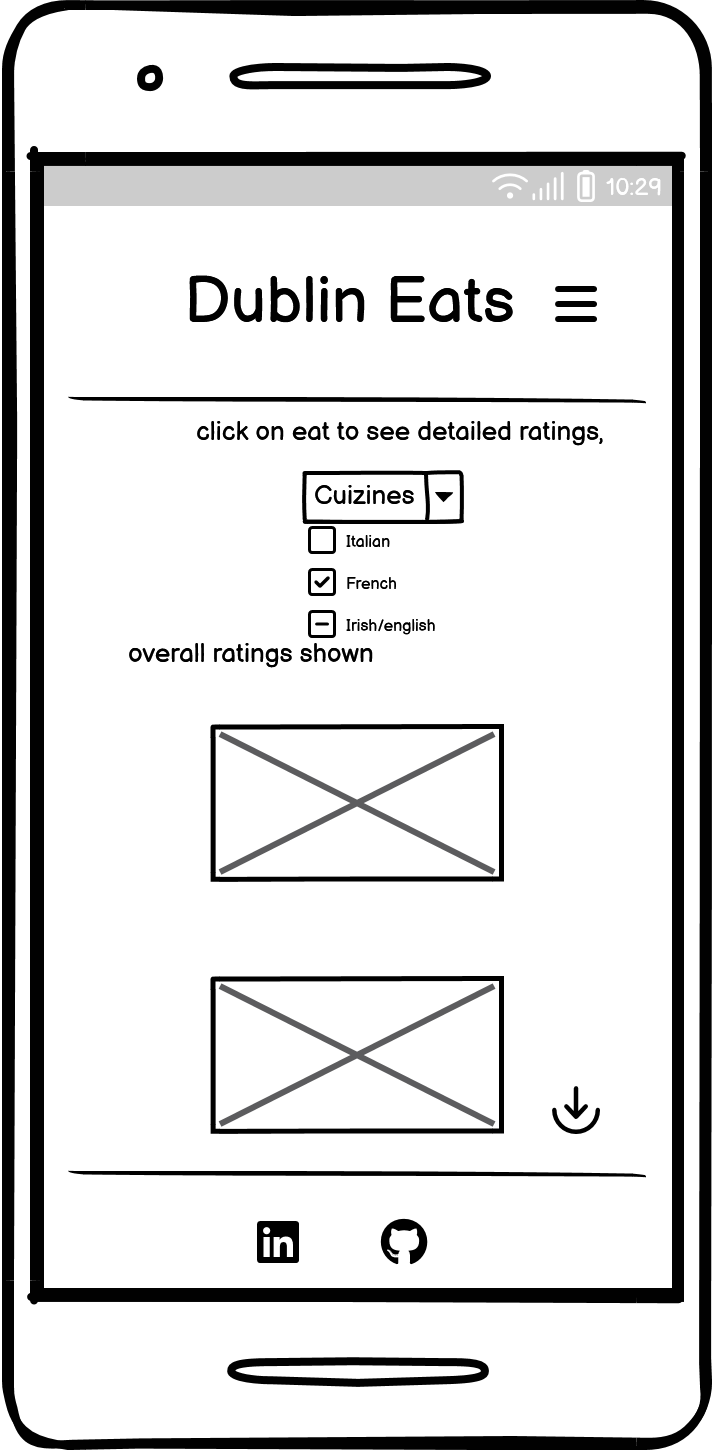 10:29
Dublin Eats
click on eat to see detailed ratings,
Cuizines
Italian
French
Irish/english
overall ratings shown
in